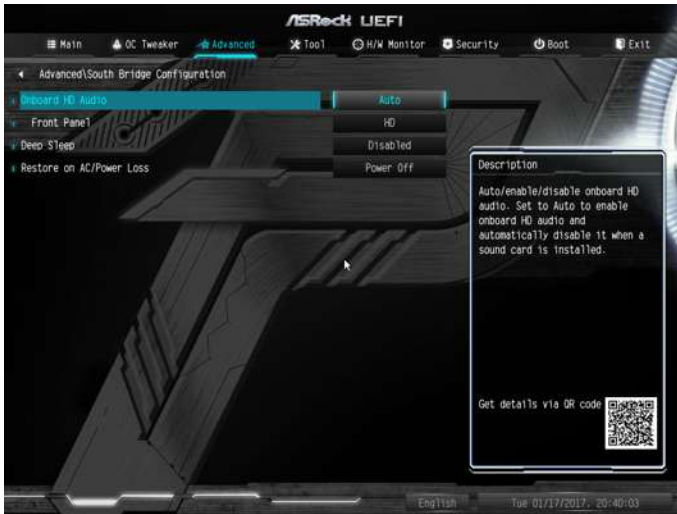 ASRock UEFI
Main OC Tweaker Advanced Tool H/W Monitor Security Boot Exit
Advanced\South Bridge Configuration
Onboard HD Audio Auto
Front Panel HD
Deep Sleep Disabled
Restore on AC/Power Loss Power Off
Description
Auto/enable/disable onboard HD
audio. Set to Auto to enable
onboard HD audio and
automatically disable it when a
sound card is installed.
Get details via QR code
English Tue 01/17/2017. 20:40:03